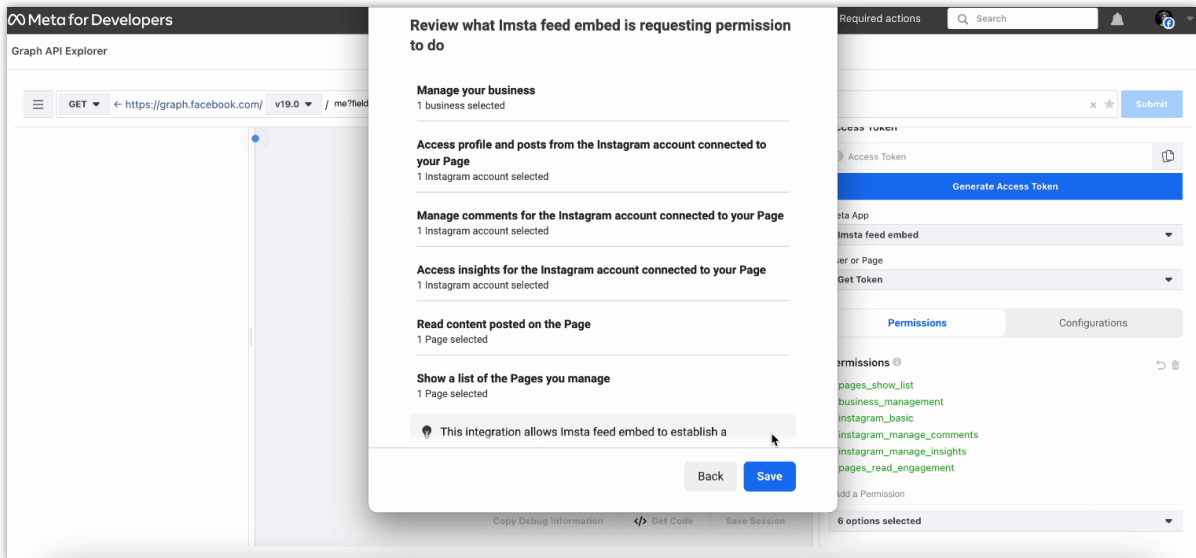 Meta for Developers
Required actions
Search
Graph API Explorer
GET
https://graph.facebook.com/
v19.0
/ me?field
Submit
Review what Imsta feed embed is requesting permission
to do
Manage your business
1 business selected
Access profile and posts from the Instagram account connected to
your Page
1 Instagram account selected
Manage comments for the Instagram account connected to your Page
1 Instagram account selected
Access insights for the Instagram account connected to your Page
1 Instagram account selected
Read content posted on the Page
1 Page selected
Show a list of the Pages you manage
1 Page selected
This integration allows Imsta feed embed to establish a
Back
Save
Copy Debug Information
Get Code
Save Session
Access Token
Generate Access Token
App
Imsta feed embed
or Page
Get Token
Permissions
Configurations
ermissions
pages_show_list
business_management
instagram_basic
instagram_manage_comments
instagram_manage_insights
pages_read_engagement
Add a Permission
6 options selected